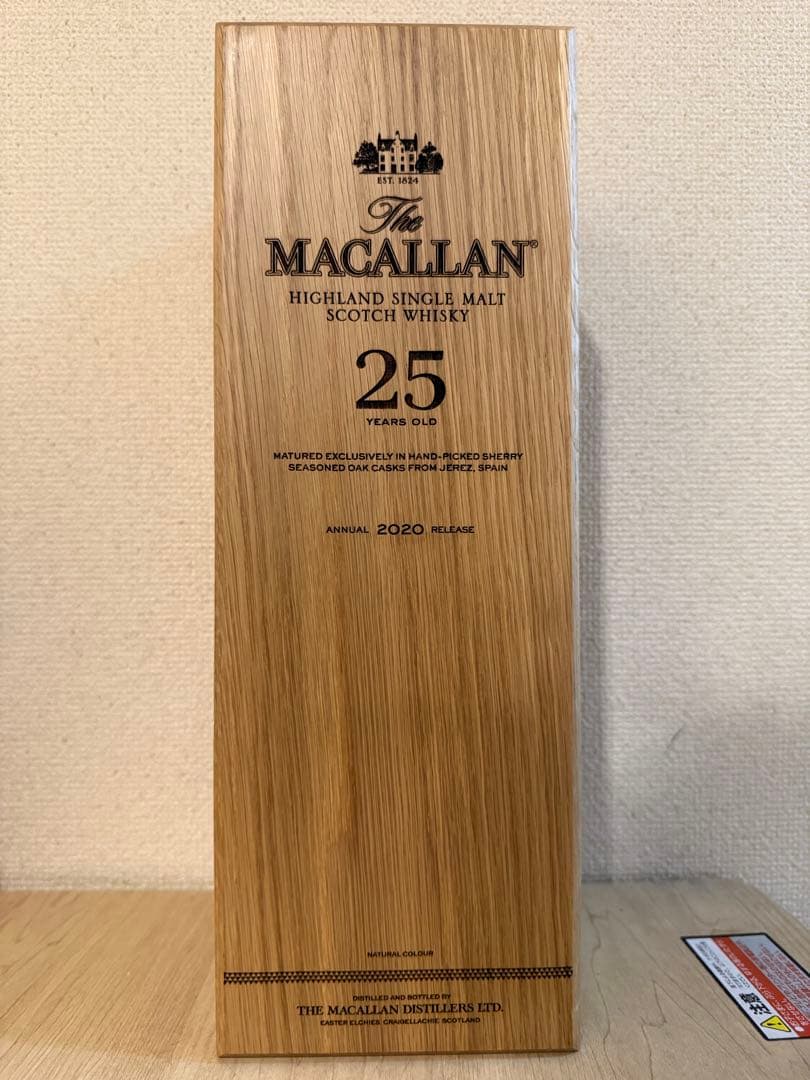 EST. 1824
The
MACALLAN®
HIGHLAND SINGLE MALT
SCOTCH WHISKY
25
YEARS OLD
MATURED EXCLUSIVELY IN HAND-PICKED SHERRY
SEASONED OAK CASKS FROM JEREZ, SPAIN
ANNUAL 2020 RELEASE
NATURAL COLOUR
DISTILLED AND BOTTLED BY
THE MACALLAN DISTILLERS LTD.
EASTER ELCHIES, CRAIGELLACHIE, SCOTLAND
注意